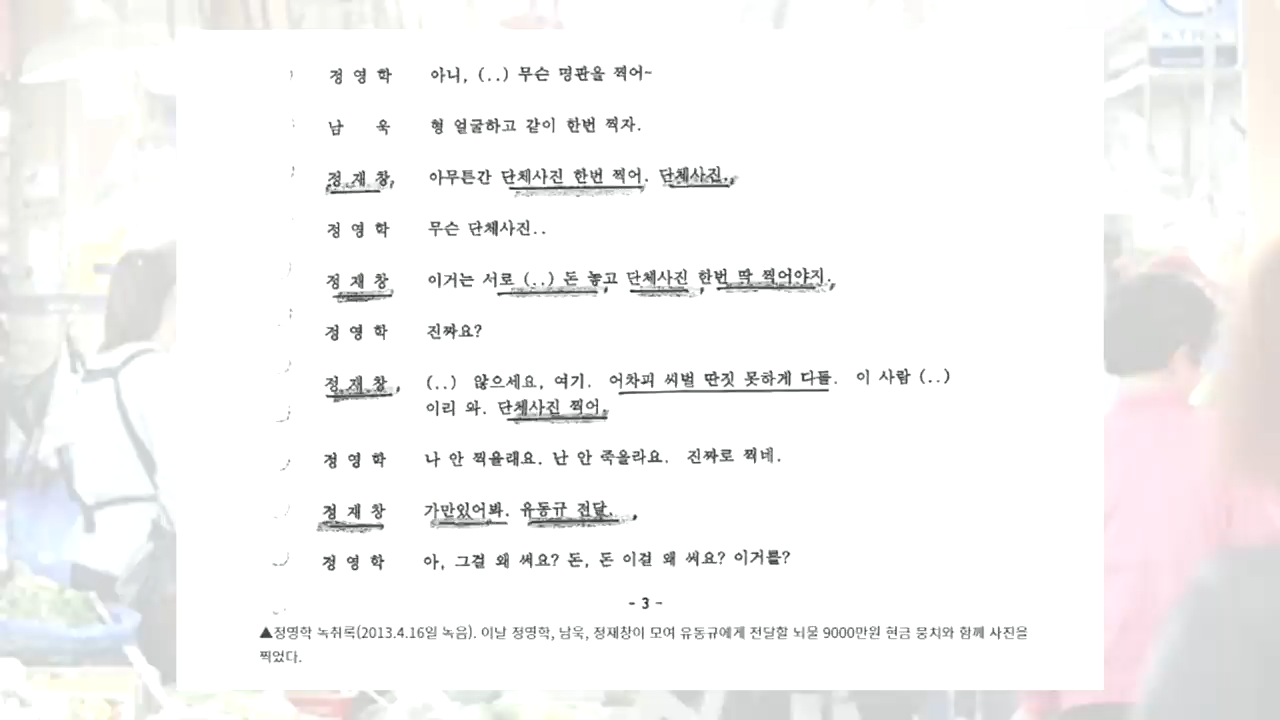 정 영 학 아니, (..) 무슨 명판을 찍어~
남 욱 형 얼굴하고 같이 한번 찍자.
정 재 창, 아무튼간 단체사진 한번 찍어. 단체사진.,
정 영 학 무슨 단체사진..
정 재 창 이거는 서로 (..) 돈 놓고 단체사진 한번 딱 찍어야지.,
정 영 학 진짜요?
정 재 창, (..) 않으세요, 여기. 어차피 씨벌 딴짓 못하게 다들. 이 사람 (..)
이리 와. 단체사진 찍어.
정 영 학 나 안 찍을래요. 난 안 죽을라요. 진짜로 찍네.
정 재 창 가만있어봐. 유동규 전달. ,
정 영 학 아, 그걸 왜 써요? 돈, 돈 이걸 왜 써요? 이거를?
- 3 -
▲정영학 녹취록(2013.4.16일 녹음). 이날 정영학, 남욱, 정재창이 모여 유동규에게 전달할 뇌물 9000만원 현금 뭉치와 함께 사진을
찍었다.